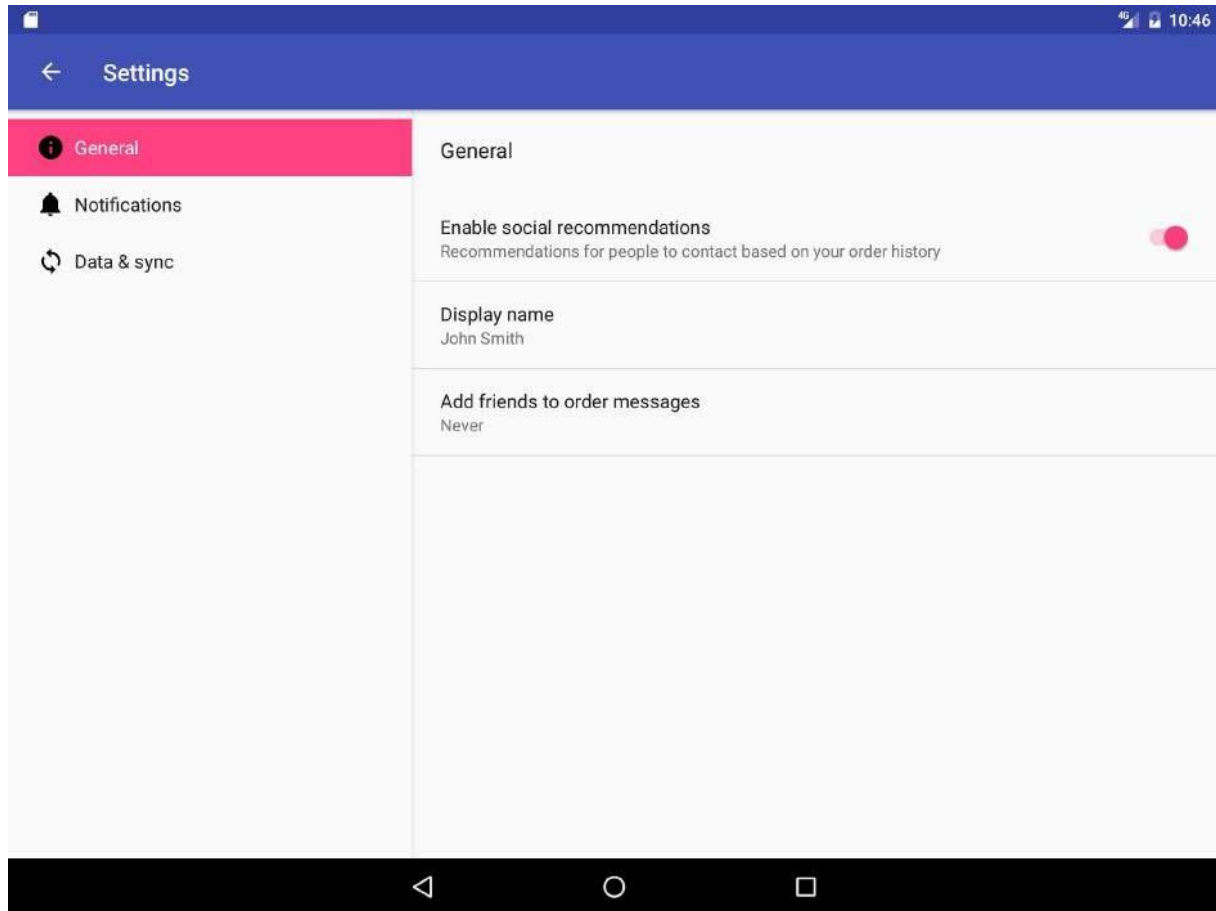 4G 10:46
Settings
General
Notifications
Data & sync
General
Enable social recommendations
Recommendations for people to contact based on your order history
Display name
John Smith
Add friends to order messages
Never